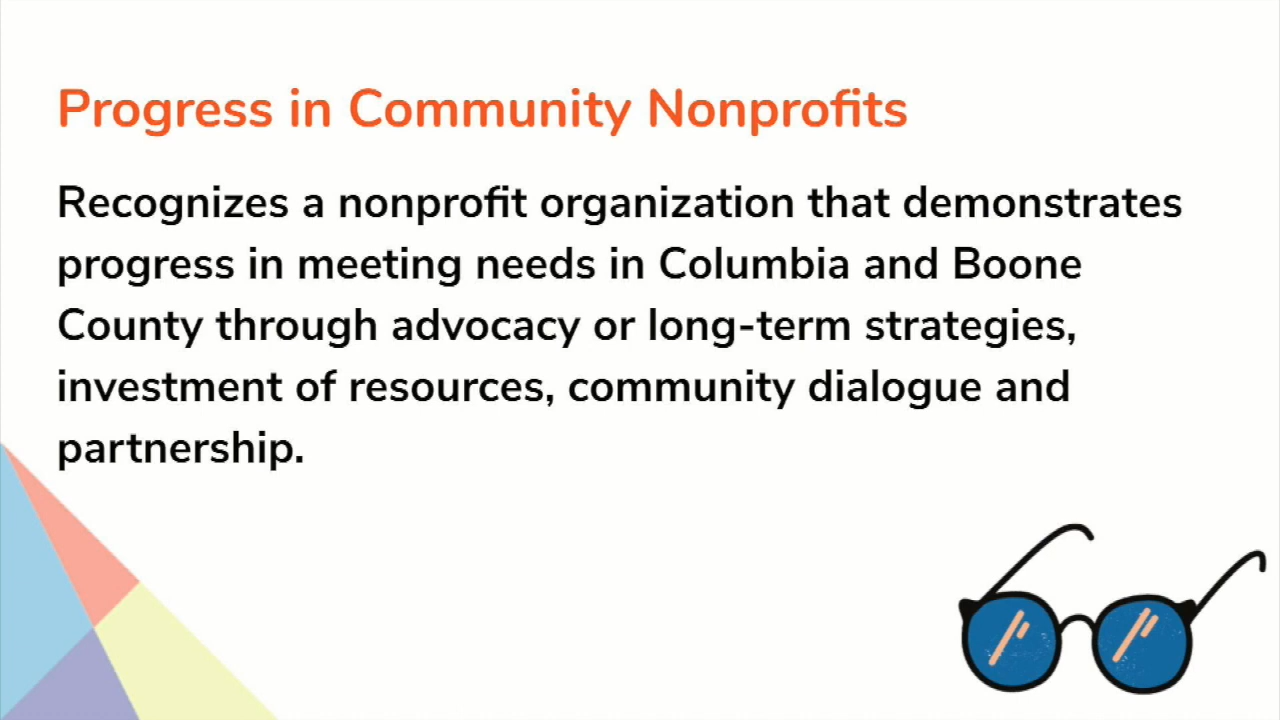 Progress in Community Nonprofits
Recognizes a nonprofit organization that demonstrates
progress in meeting needs in Columbia and Boone
County through advocacy or long-term strategies,
investment of resources, community dialogue and
partnership.